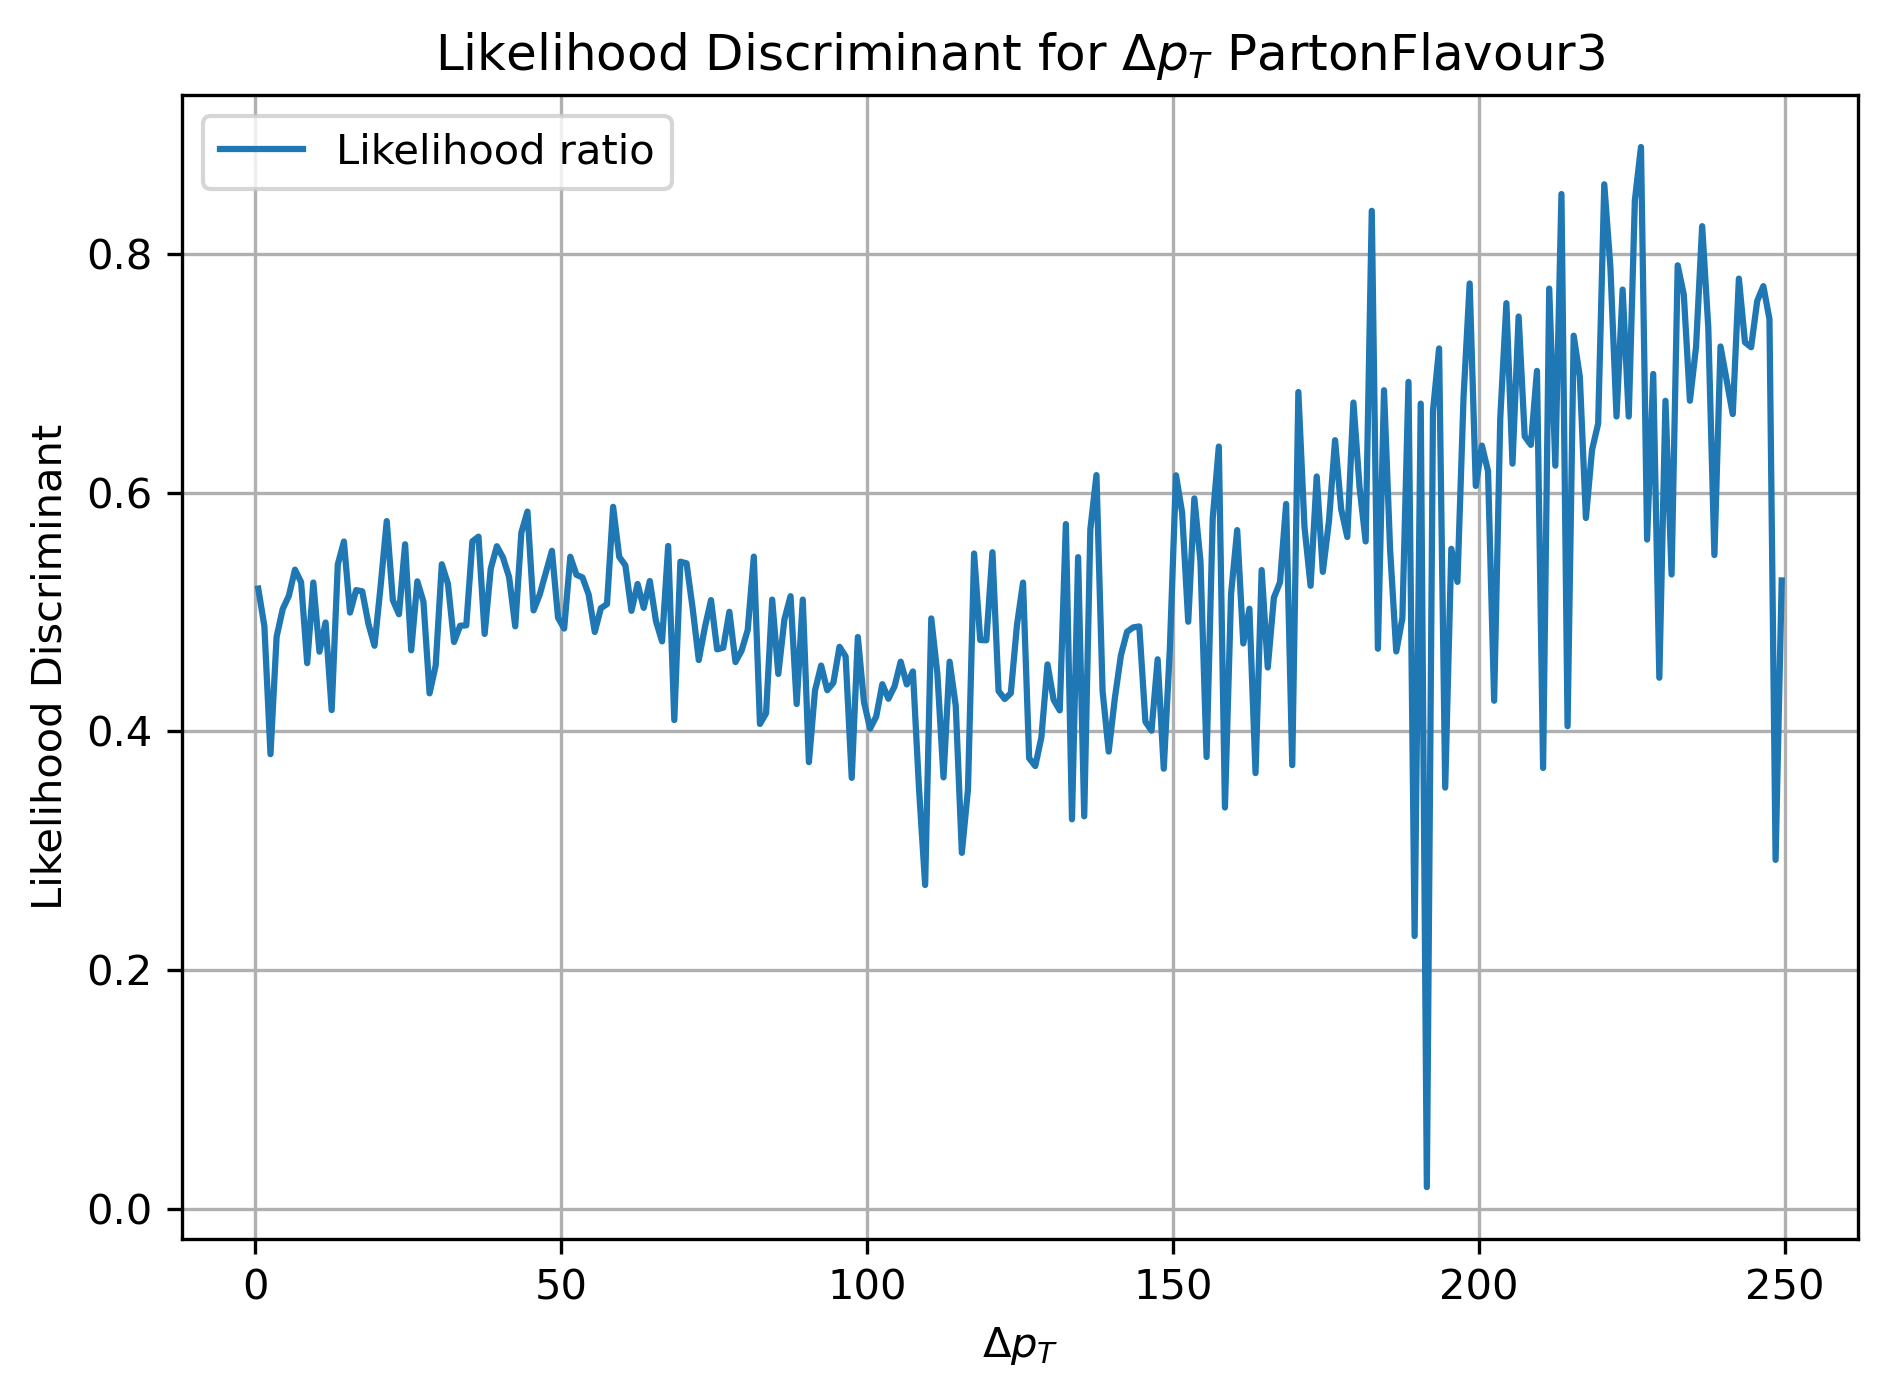 Likelihood Discriminant for Δp_T PartonFlavour3
Likelihood ratio
Likelihood Discriminant
0.8
0.6
0.4
0.2
0.0
0 50 100 150 200 250
Δp_T